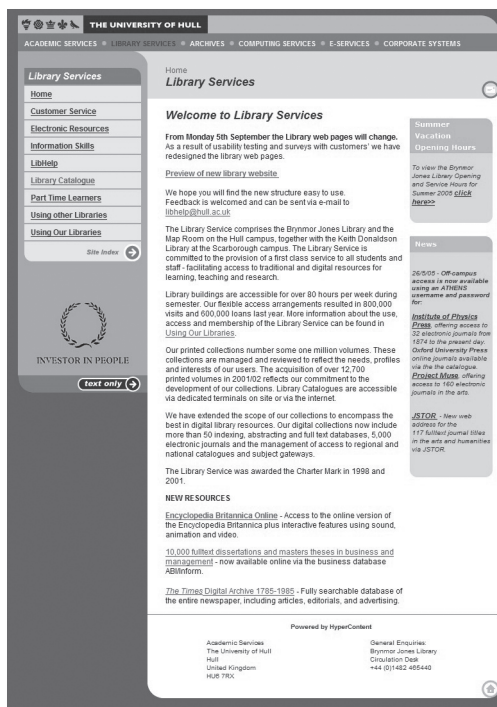 THE UNIVERSITY OF HULL
ACADEMIC SERVICES LIBRARY SERVICES ARCHIVES COMPUTING SERVICES E-SERVICES CORPORATE SYSTEMS
Library Services
Home
Customer Service
Electronic Resources
Information Skills
LibHelp
Library Catalogue
Part Time Learners
Using other Libraries
Using Our Libraries
Site Index
INVESTOR IN PEOPLE
text only
Home
Library Services
Welcome to Library Services
From Monday 5th September the Library web pages will change.
As a result of usability testing and surveys with customers' we have
redesigned the library web pages.
Preview of new library website
We hope you will find the new structure easy to use.
Feedback is welcomed and can be sent via e-mail to
libhelp@hull.ac.uk
The Library Service comprises the Brynmor Jones Library and the
Map Room on the Hull campus, together with the Keith Donaldson
Library at the Scarborough campus. The Library Service is
committed to the provision of a first class service to all students and
staff - facilitating access to traditional and digital resources for
learning, teaching and research.
Library buildings are accessible for over 80 hours per week during
semester. Our flexible access arrangements resulted in 800,000
visits and 600,000 loans last year. More information about the use,
access and membership of the Library Service can be found in
Using Our Libraries.
Our printed collections number some one million volumes. These
collections are managed and reviewed to reflect the needs, profiles
and interests of our users. The acquisition of over 12,700
printed volumes in 2001/02 reflects our commitment to the
development of our collections. Library Catalogues are accessible
via dedicated terminals on site or via the internet.
We have extended the scope of our collections to encompass the
best in digital library resources. Our digital collections now include
more than 50 indexing, abstracting and full text databases, 5,000
electronic journals and the management of access to regional and
national catalogues and subject gateways.
The Library Service was awarded the Charter Mark in 1998 and
2001.
NEW RESOURCES
Encyclopedia Britannica Online - Access to the online version of
the Encyclopedia Britannica plus interactive features using sound,
animation and video.
10,000 fulltext dissertations and masters theses in business and
management - now available online via the business database
ABI/Inform.
The Times Digital Archive 1785-1985 - Fully searchable database of
the entire newspaper, including articles, editorials, and advertising.
Summer
Vacation
Opening Hours
To view the Brynmor
Jones Library Opening
and Service Hours for
Summer 2005 click
here>>
News
26/5/05 - Off-campus
access is now available
using an ATHENS
username and password
for:
Institute of Physics
Press, offering access to
32 electronic journals from
1874 to the present day.
Oxford University Press
online journals available
via the the catalogue.
Project Muse, offering
access to 160 electronic
journals in the arts.
JSTOR - New web
address for the
117 fulltext journal titles
in the arts and humanities
via JSTOR.
Powered by HyperContent
Academic Services
The University of Hull
Hull
United Kingdom
HU6 7RX
General Enquiries:
Brynmor Jones Library
Circulation Desk
+44 (0)1482 466440